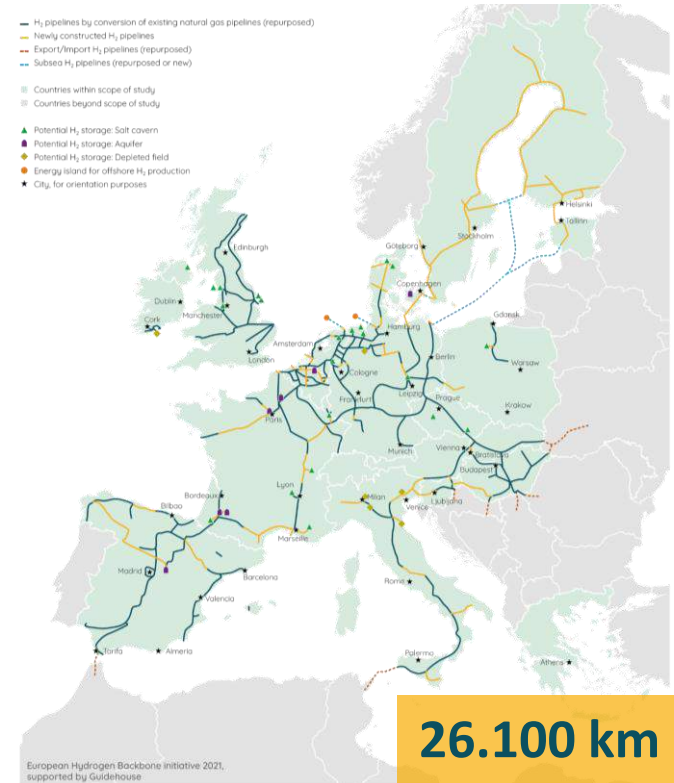 H₂ pipelines by conversion of existing natural gas pipelines (repurposed)
Newly constructed H₂ pipelines
Export/Import H₂ pipelines (repurposed)
Subsea H₂ pipelines (repurposed or new)
Countries within scope of study
Countries beyond scope of study
Potential H₂ storage: Salt cavern
Potential H₂ storage: Aquifer
Potential H₂ storage: Depleted field
Energy island for offshore H₂ production
City, for orientation purposes
Helsinki
Tallinn
Stockholm
Göteborg
Edinburgh
Copenhagen
Dublin
Manchester
Cork
Gdansk
Hamburg
Amsterdam
London
Berlin
Warsaw
Cologne
Leipzig
Frankfurt
Prague
Krakow
Paris
Munich
Vienna
Bratislava
Budapest
Lyon
Bordeaux
Milan
Venice
Ljubljana
Bilbao
Marseille
Madrid
Barcelona
Rome
Valencia
Tarifa
Almeria
Palermo
Athens
26.100 km
European Hydrogen Backbone initiative 2021,
supported by Guidehouse